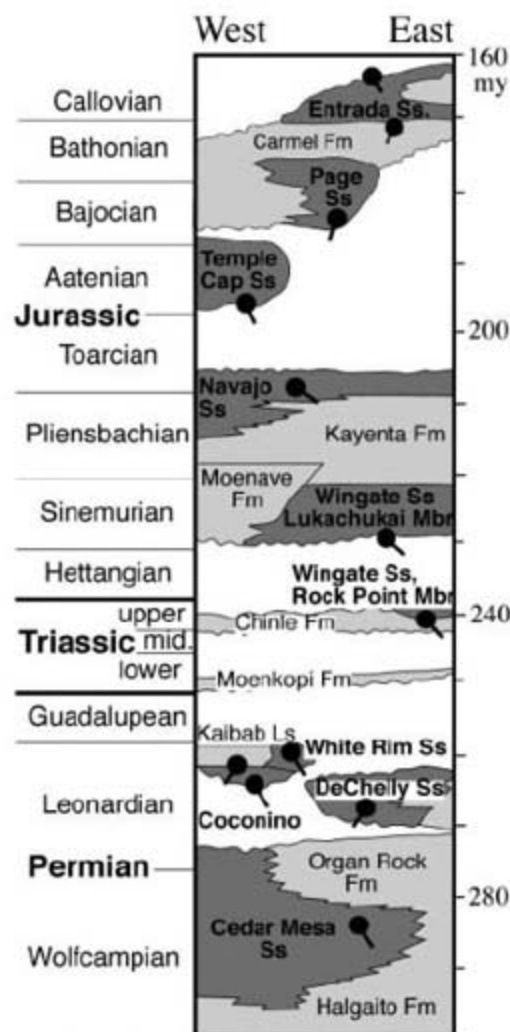 West East
160
my
Callovian
Entrada Ss.
Carmel Fm
Bathonian
Page
Ss
Bajocian
Temple
Cap Ss
Aatenian
Jurassic
200
Toarcian
Navajo
Ss
Pliensbachian
Kayenta Fm
Moenave
Fm
Wingate Ss
Lukachukai Mbr
Sinemurian
Hettangian
Wingate Ss,
Rock Point Mbr
240
upper
Chinle Fm
Triassic mid.
lower
Moenkopi Fm
Guadalupean
Kaibab Ls
White Rim Ss
DeChelly Ss
Leonardian
Coconino
Permian
Organ Rock
Fm
280
Cedar Mesa
Ss
Wolfcampian
Halgaito Fm